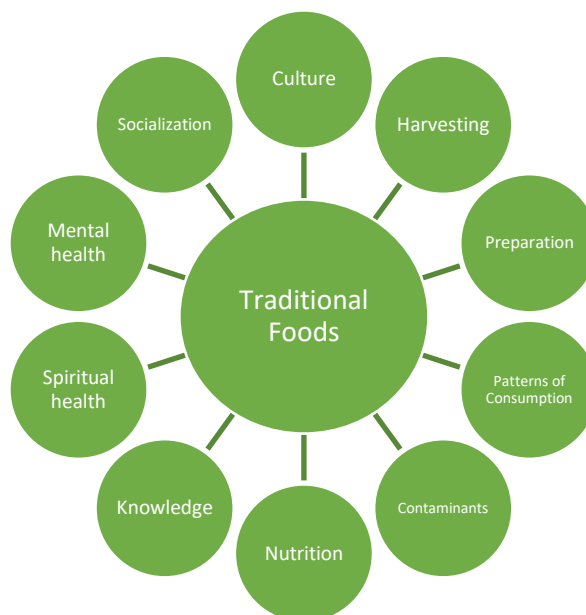 Culture
Harvesting
Preparation
Patterns of
Consumption
Contaminants
Nutrition
Knowledge
Spiritual
health
Mental
health
Socialization
Traditional
Foods